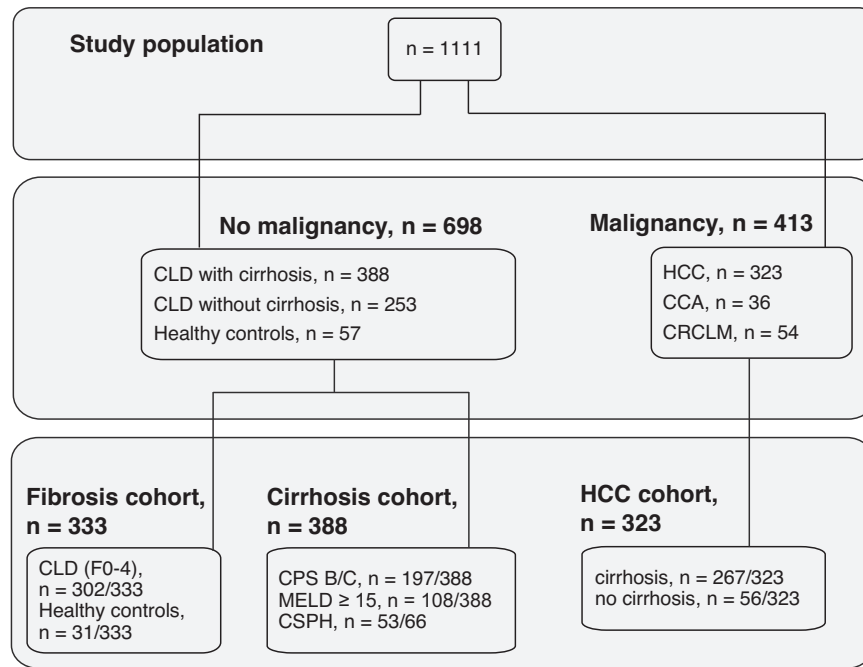 Study population
n = 1111
No malignancy, n = 698
CLD with cirrhosis, n = 388
CLD without cirrhosis, n = 253
Healthy controls, n = 57
Malignancy, n = 413
HCC, n = 323
CCA, n = 36
CRCLM, n = 54
Fibrosis cohort,
n = 333
CLD (F0-4),
n = 302/333
Healthy controls,
n = 31/333
Cirrhosis cohort,
n = 388
CPS B/C, n = 197/388
MELD ≥ 15, n = 108/388
CSPH, n = 53/66
HCC cohort,
n = 323
cirrhosis, n = 267/323
no cirrhosis, n = 56/323